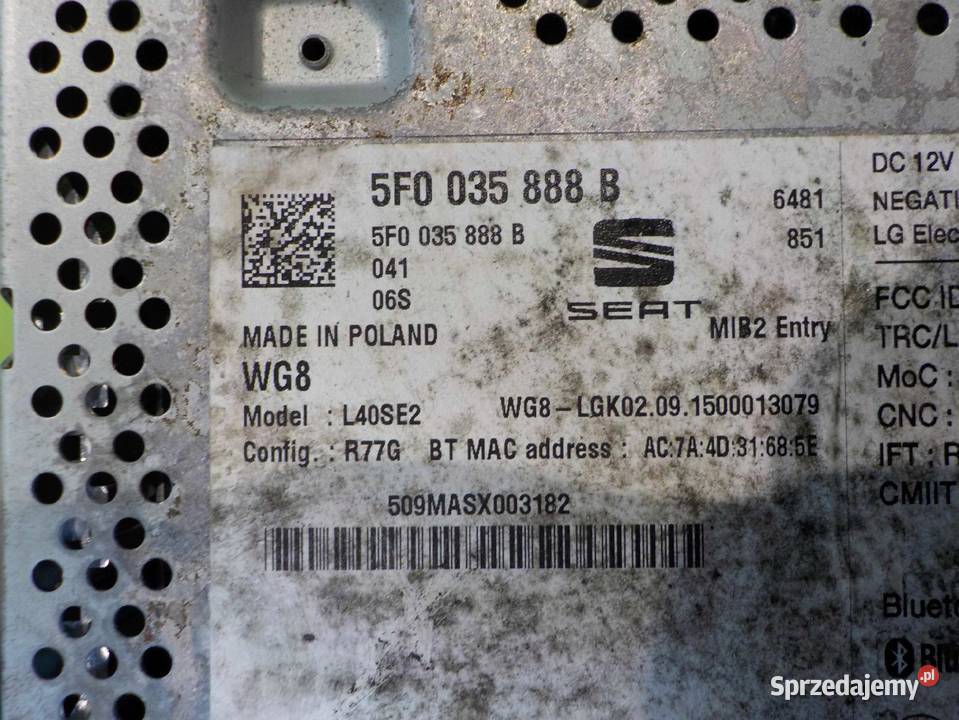 5F0 035 888 B
5F0 035 888 B
041
06S
6481
851
SEAT
MIB2 Entry
MADE IN POLAND
WG8
Model : L40SE2
WG8-LGK02.09.1500013079
Config. : R77G BT MAC address : AC:7A:4D:31:68:5E
509MASX003182
DC 12V
NEGATI
LG Elec
FCC ID
TRC/L
MoC :
CNC :
IFT : R
CMIIT
Blueto
Sprzedajemy.pl